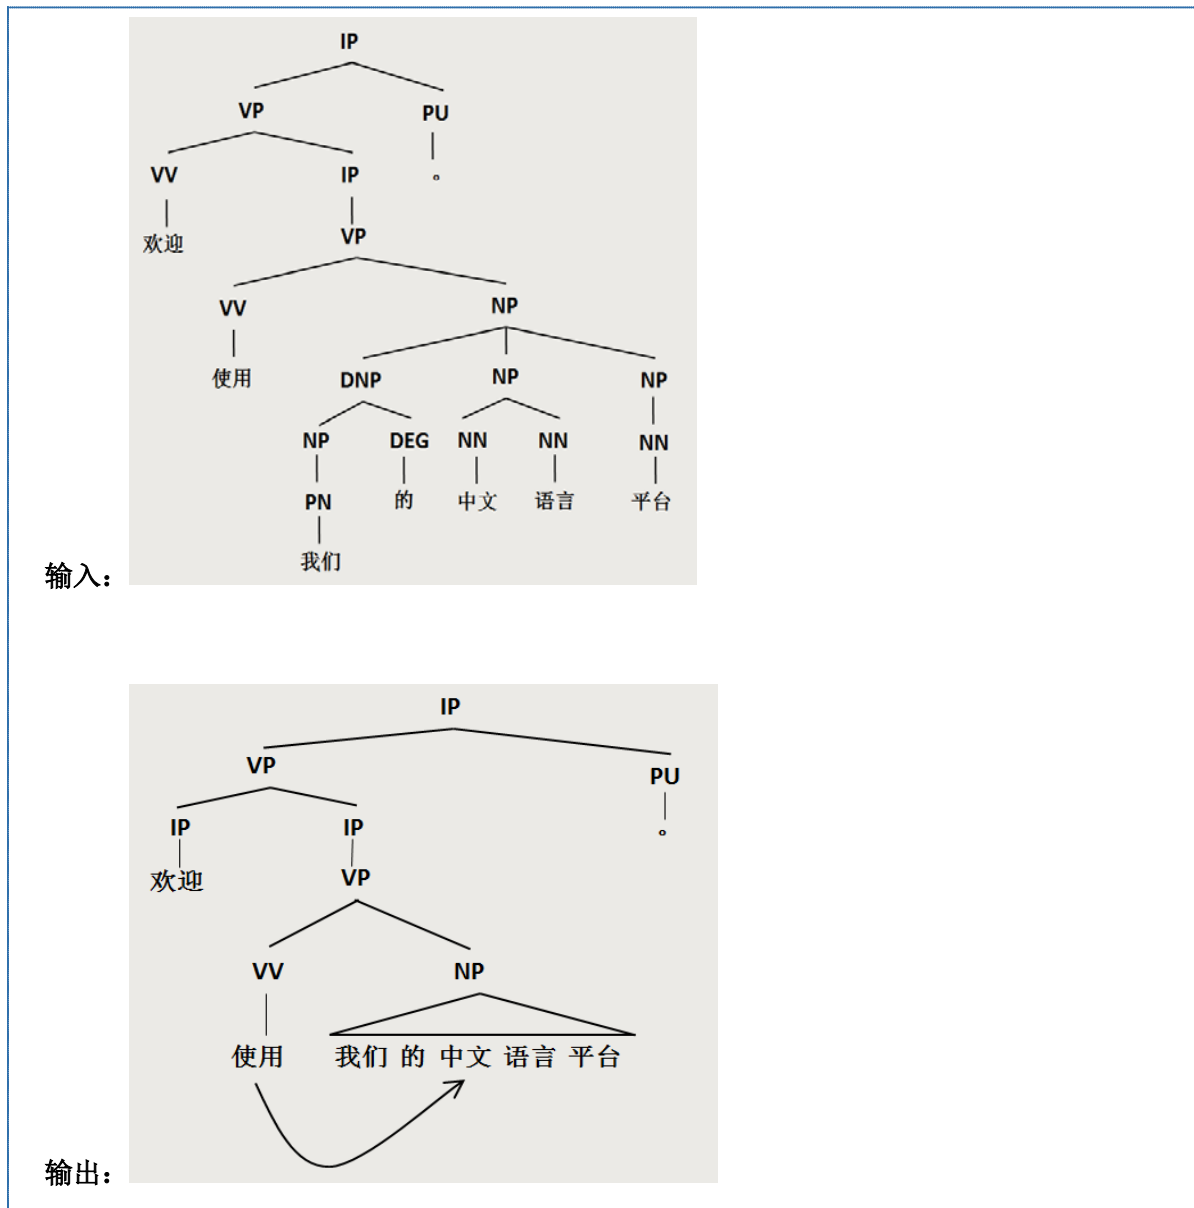 IP
VP PU
VV IP 。
欢迎 VP
VV NP
使用 DNP NP NP
NP DEG NN NN NN
PN 的 中文 语言 平台
我们
输入：
IP
VP PU
IP IP 。
欢迎 VP
VV NP
使用 我们 的 中文 语言 平台
输出：